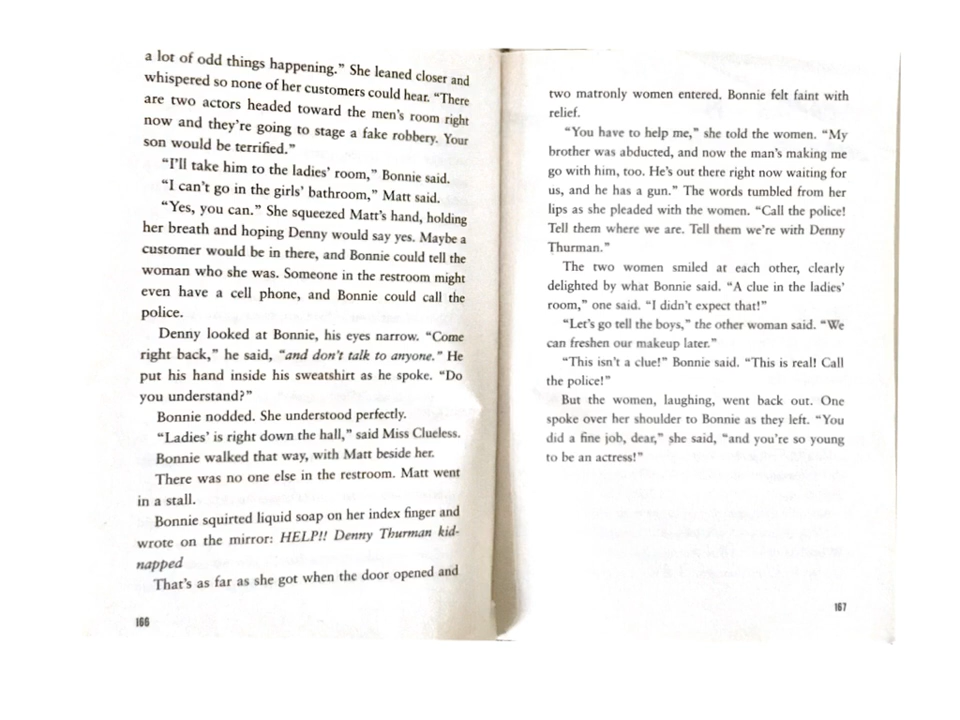 a lot of odd things happening.” She leaned closer and
whispered so none of her customers could hear. “There
are two actors headed toward the men’s room right
now and they’re going to stage a fake robbery. Your
son would be terrified.”
“I’ll take him to the ladies’ room,” Bonnie said.
“I can’t go in the girls’ bathroom,” Matt said.
“Yes, you can.” She squeezed Matt’s hand, holding
her breath and hoping Denny would say yes. Maybe a
customer would be in there, and Bonnie could tell the
woman who she was. Someone in the restroom might
even have a cell phone, and Bonnie could call the
police.
Denny looked at Bonnie, his eyes narrow. “Come
right back,” he said, “and don’t talk to anyone.” He
put his hand inside his sweatshirt as he spoke. “Do
you understand?”
Bonnie nodded. She understood perfectly.
“Ladies’ is right down the hall,” said Miss Clueless.
Bonnie walked that way, with Matt beside her.
There was no one else in the restroom. Matt went
in a stall.
Bonnie squirted liquid soap on her index finger and
wrote on the mirror: HELP!! Denny Thurman kid-
napped
That’s as far as she got when the door opened and
166
two matronly women entered. Bonnie felt faint with
relief.
“You have to help me,” she told the women. “My
brother was abducted, and now the man’s making me
go with him, too. He’s out there right now waiting for
us, and he has a gun.” The words tumbled from her
lips as she pleaded with the women. “Call the police!
Tell them where we are. Tell them we’re with Denny
Thurman.”
The two women smiled at each other, clearly
delighted by what Bonnie said. “A clue in the ladies’
room,” one said. “I didn’t expect that!”
“Let’s go tell the boys,” the other woman said. “We
can freshen our makeup later.”
“This isn’t a clue!” Bonnie said. “This is real! Call
the police!”
But the women, laughing, went back out. One
spoke over her shoulder to Bonnie as they left. “You
did a fine job, dear,” she said, “and you’re so young
to be an actress!”
167